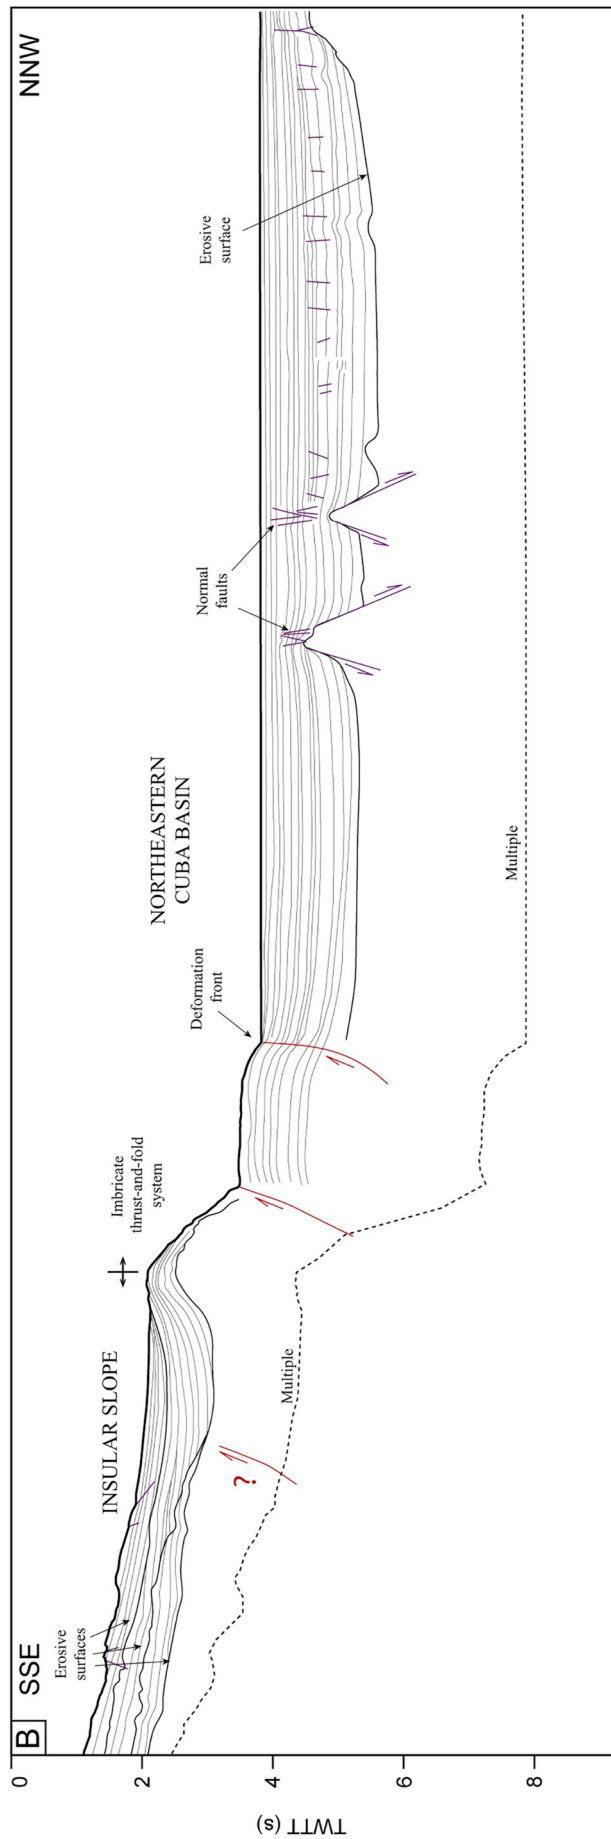 B
SSE
NNW
INSULAR SLOPE
Imbricate
thrust-and-fold
system
Deformation
front
NORTHEASTERN
CUBA BASIN
Normal
faults
Erosive
surface
Erosive
surfaces
?
Multiple
Multiple
0
2
4
6
8
TWTT (s)